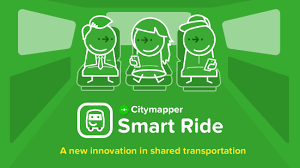 Citymapper
Smart Ride
A new innovation in shared transportation